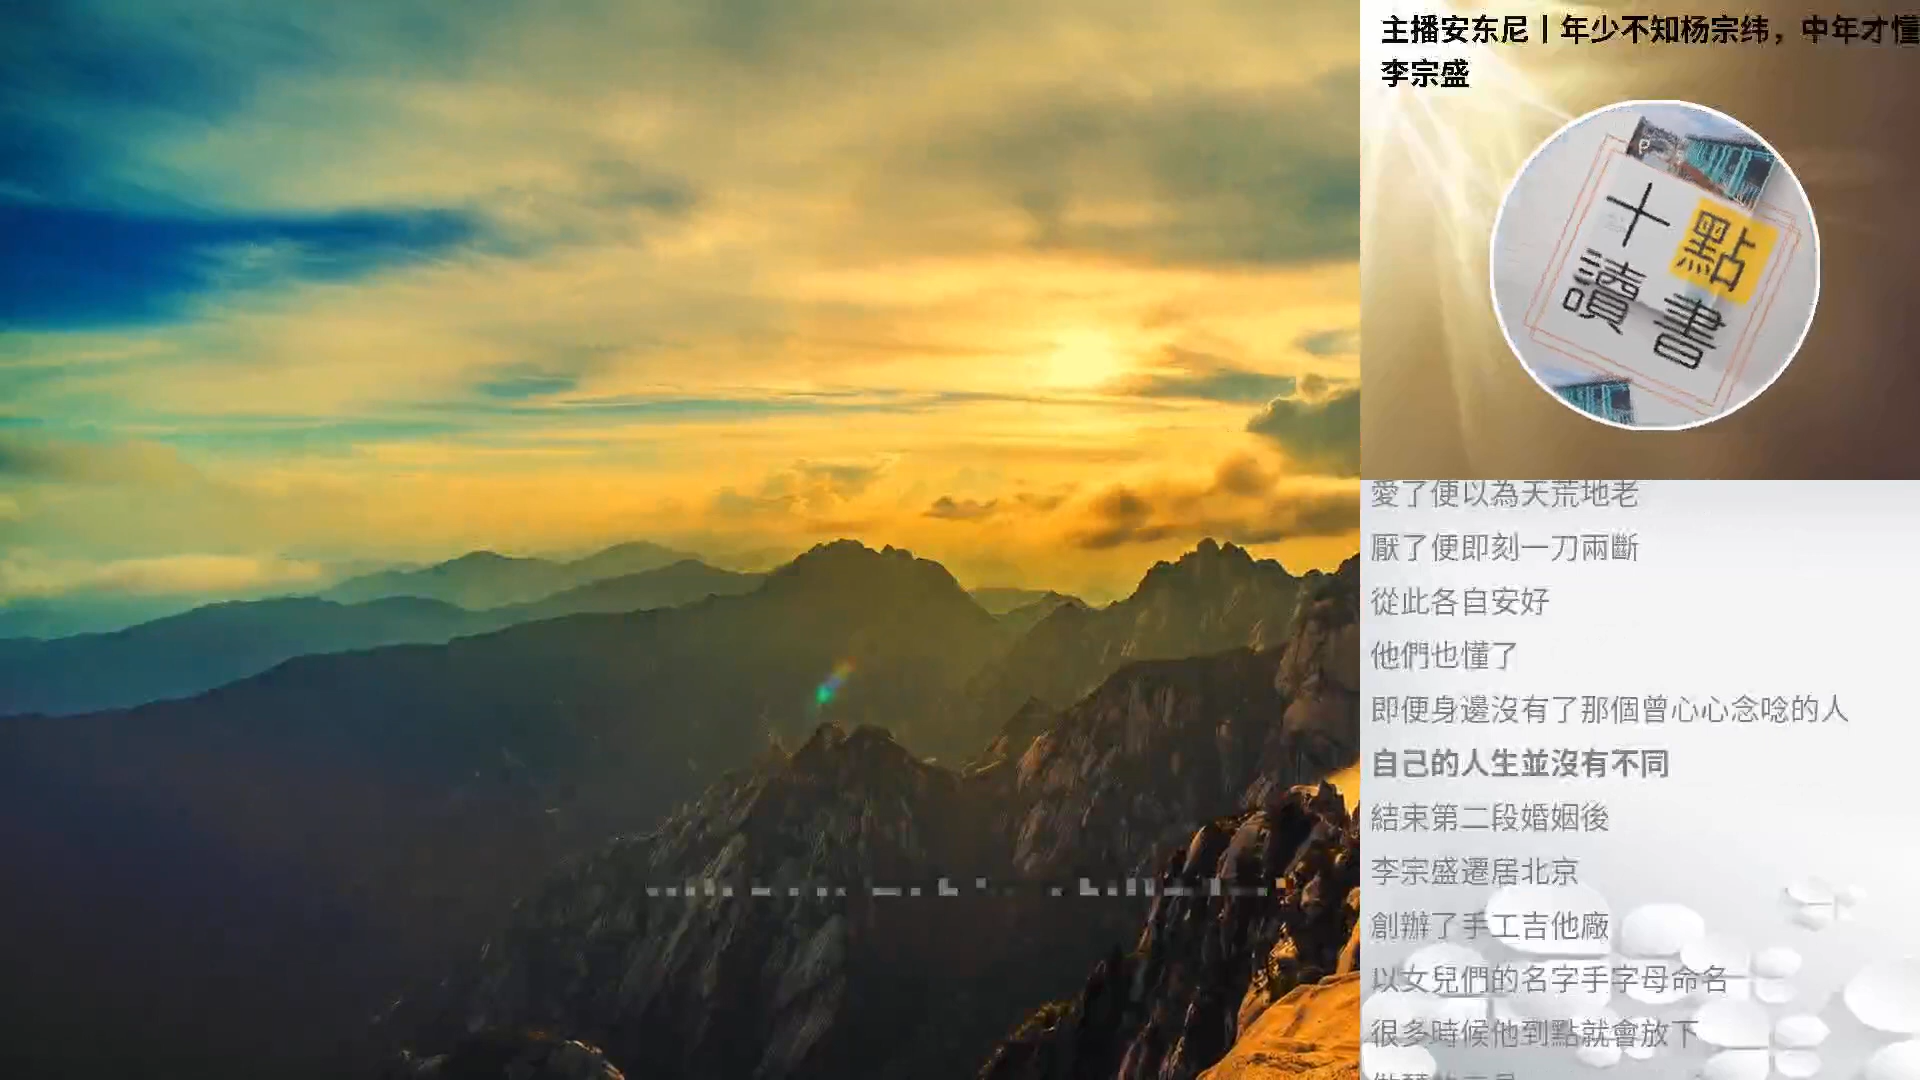 主播安东尼丨年少不知杨宗纬，中年才懂
李宗盛
十點
讀書
愛了便以為天荒地老
厭了便即刻一刀兩斷
從此各自安好
他們也懂了
即便身邊沒有了那個曾心心念唸的人
自己的人生並沒有不同
結束第二段婚姻後
李宗盛遷居北京
創辦了手工吉他廠
以女兒們的名字手字母命名
很多時候他到點就會放下